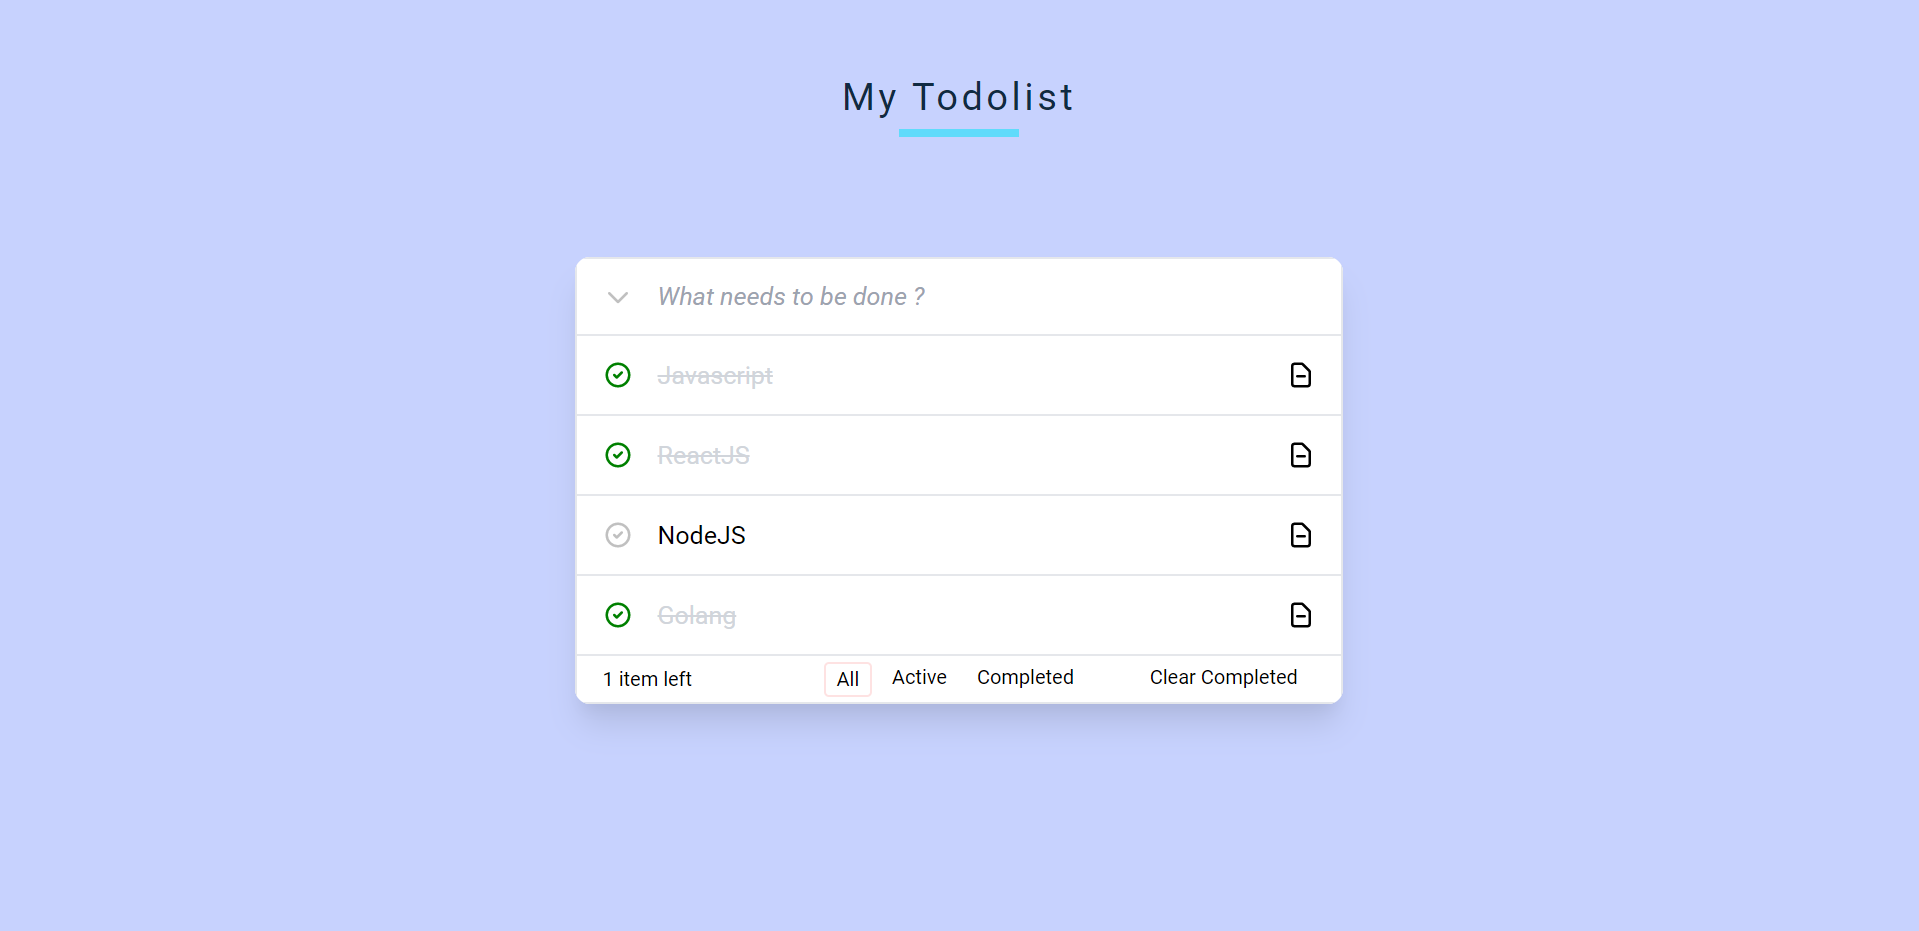 My Todolist
What needs to be done ?
Javascript
ReactJS
NodeJS
Golang
1 item left All Active Completed Clear Completed